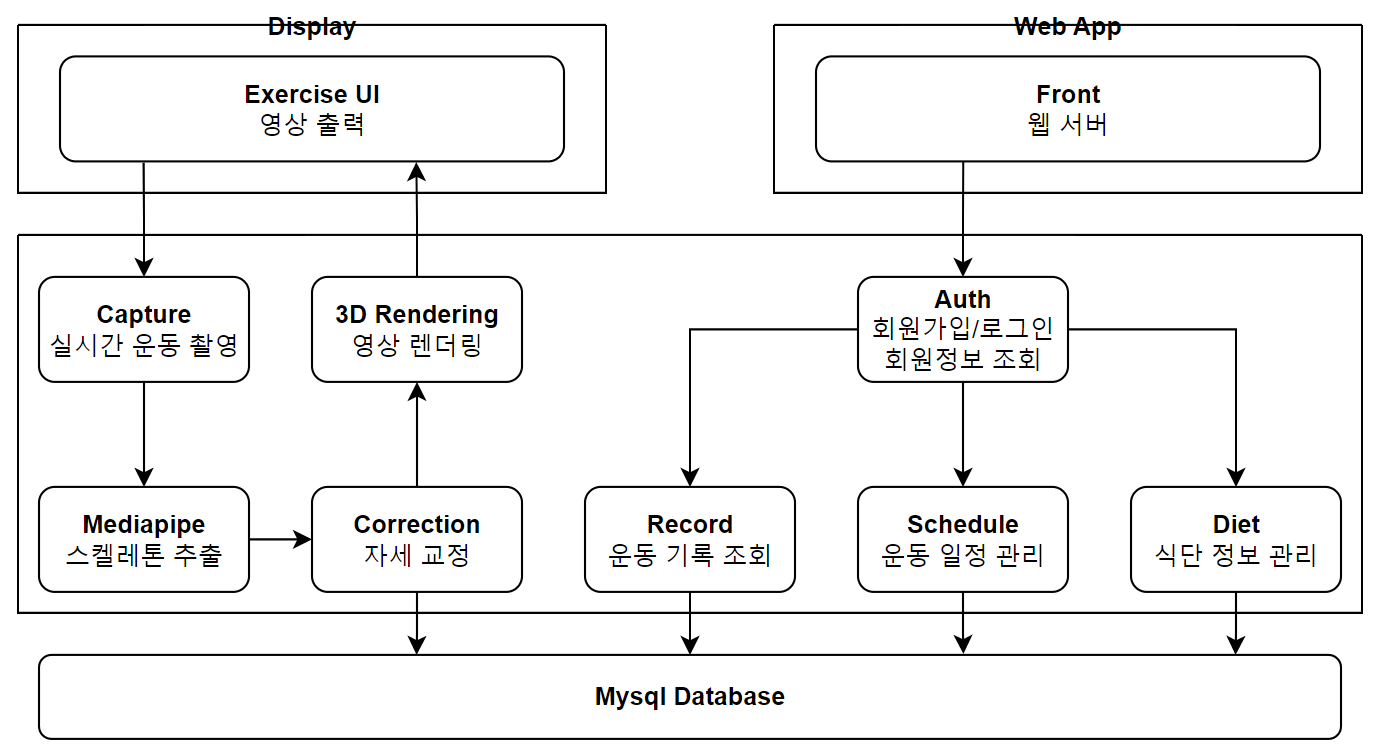 Display
Web App
Exercise UI
영상 출력
Front
웹 서버
Capture
실시간 운동 촬영
3D Rendering
영상 렌더링
Auth
회원가입/로그인
회원정보 조회
Mediapipe
스켈레톤 추출
Correction
자세 교정
Record
운동 기록 조회
Schedule
운동 일정 관리
Diet
식단 정보 관리
Mysql Database